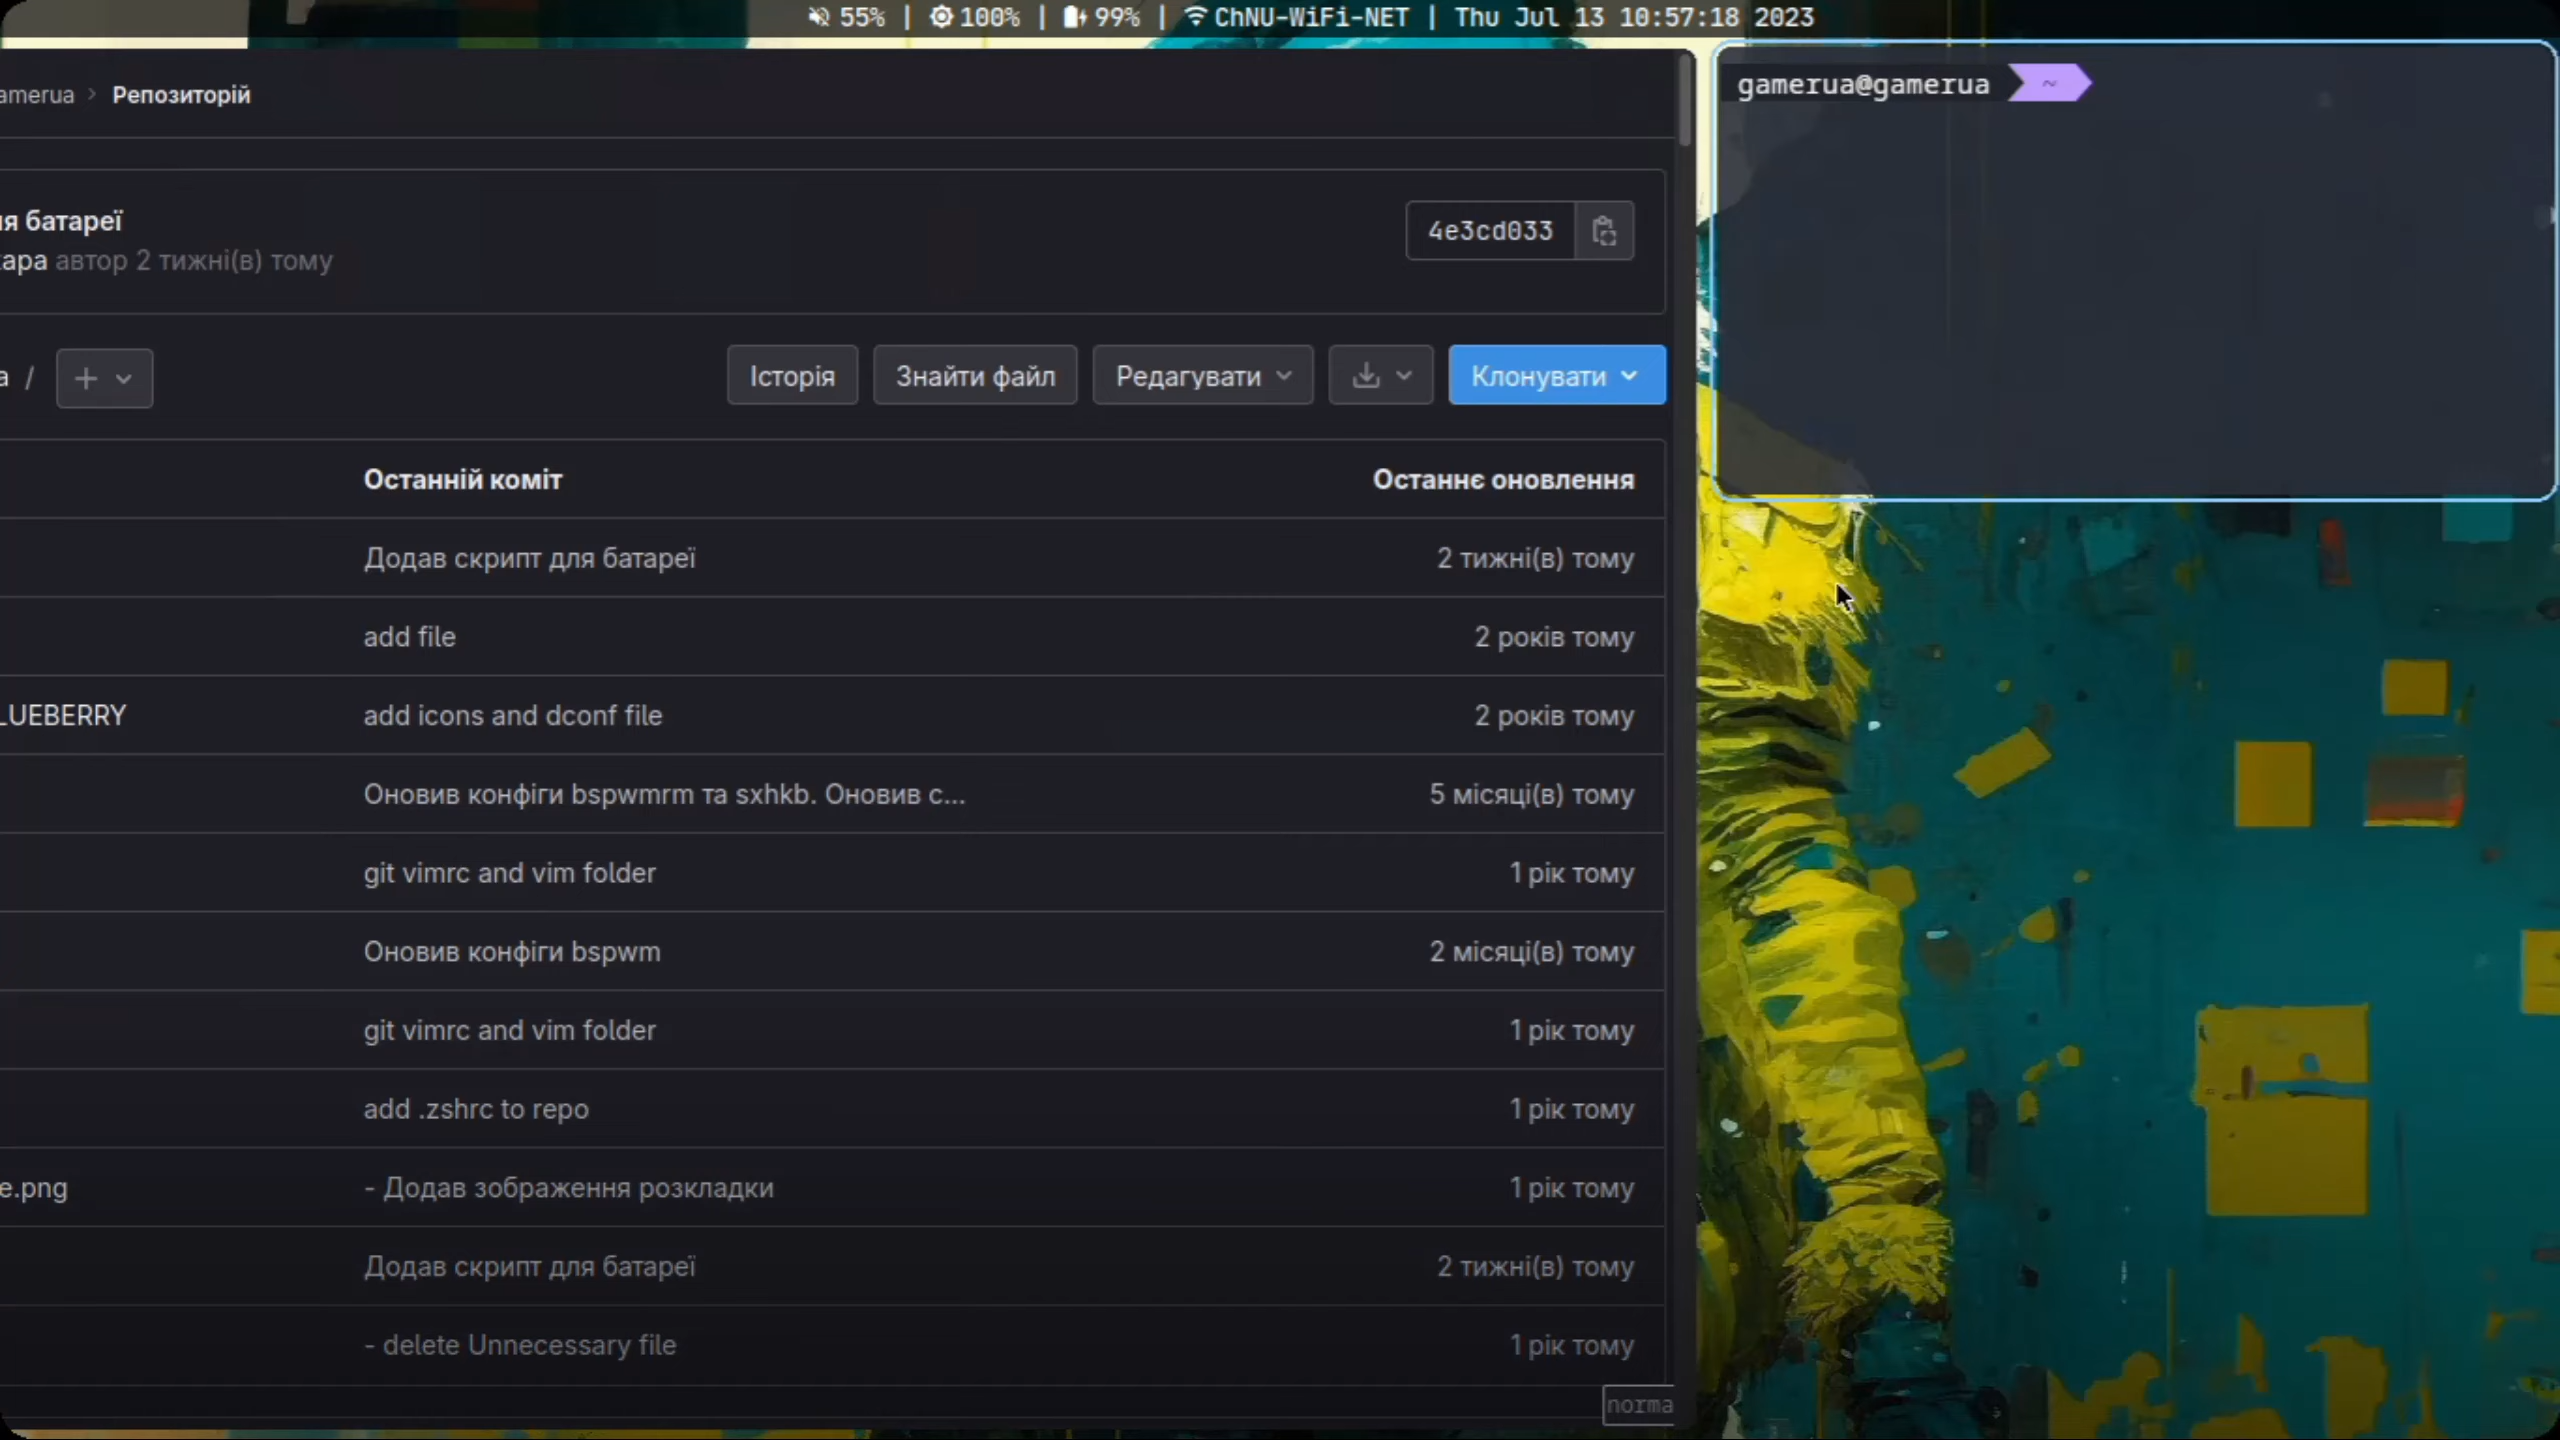 55% | 100% | 99% | ChNU-WiFi-NET | Thu Jul 13 10:57:18 2023
amerua > Репозиторій
gamerua@gamerua ~
ія батареї
кара автор 2 тижні(в) тому
4e3cd033
а / + Історія Знайти файл Редагувати Клонувати
Останній коміт Останнє оновлення
Додав скрипт для батареї 2 тижні(в) тому
add file 2 років тому
LUEBERRY add icons and dconf file 2 років тому
Оновив конфіги bspwmrm та sxhkb. Оновив с... 5 місяці(в) тому
git vimrc and vim folder 1 рік тому
Оновив конфіги bspwm 2 місяці(в) тому
git vimrc and vim folder 1 рік тому
add .zshrc to repo 1 рік тому
e.png - Додав зображення розкладки 1 рік тому
Додав скрипт для батареї 2 тижні(в) тому
- delete Unnecessary file 1 рік тому
norma